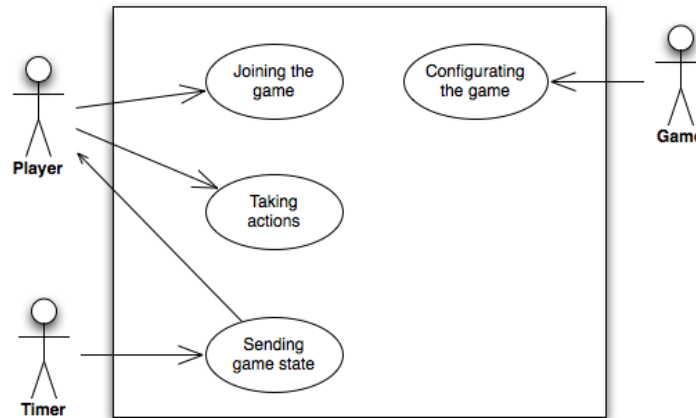 Joining the
game
Configurating
the game
Player
Game
Taking
actions
Sending
game state
Timer